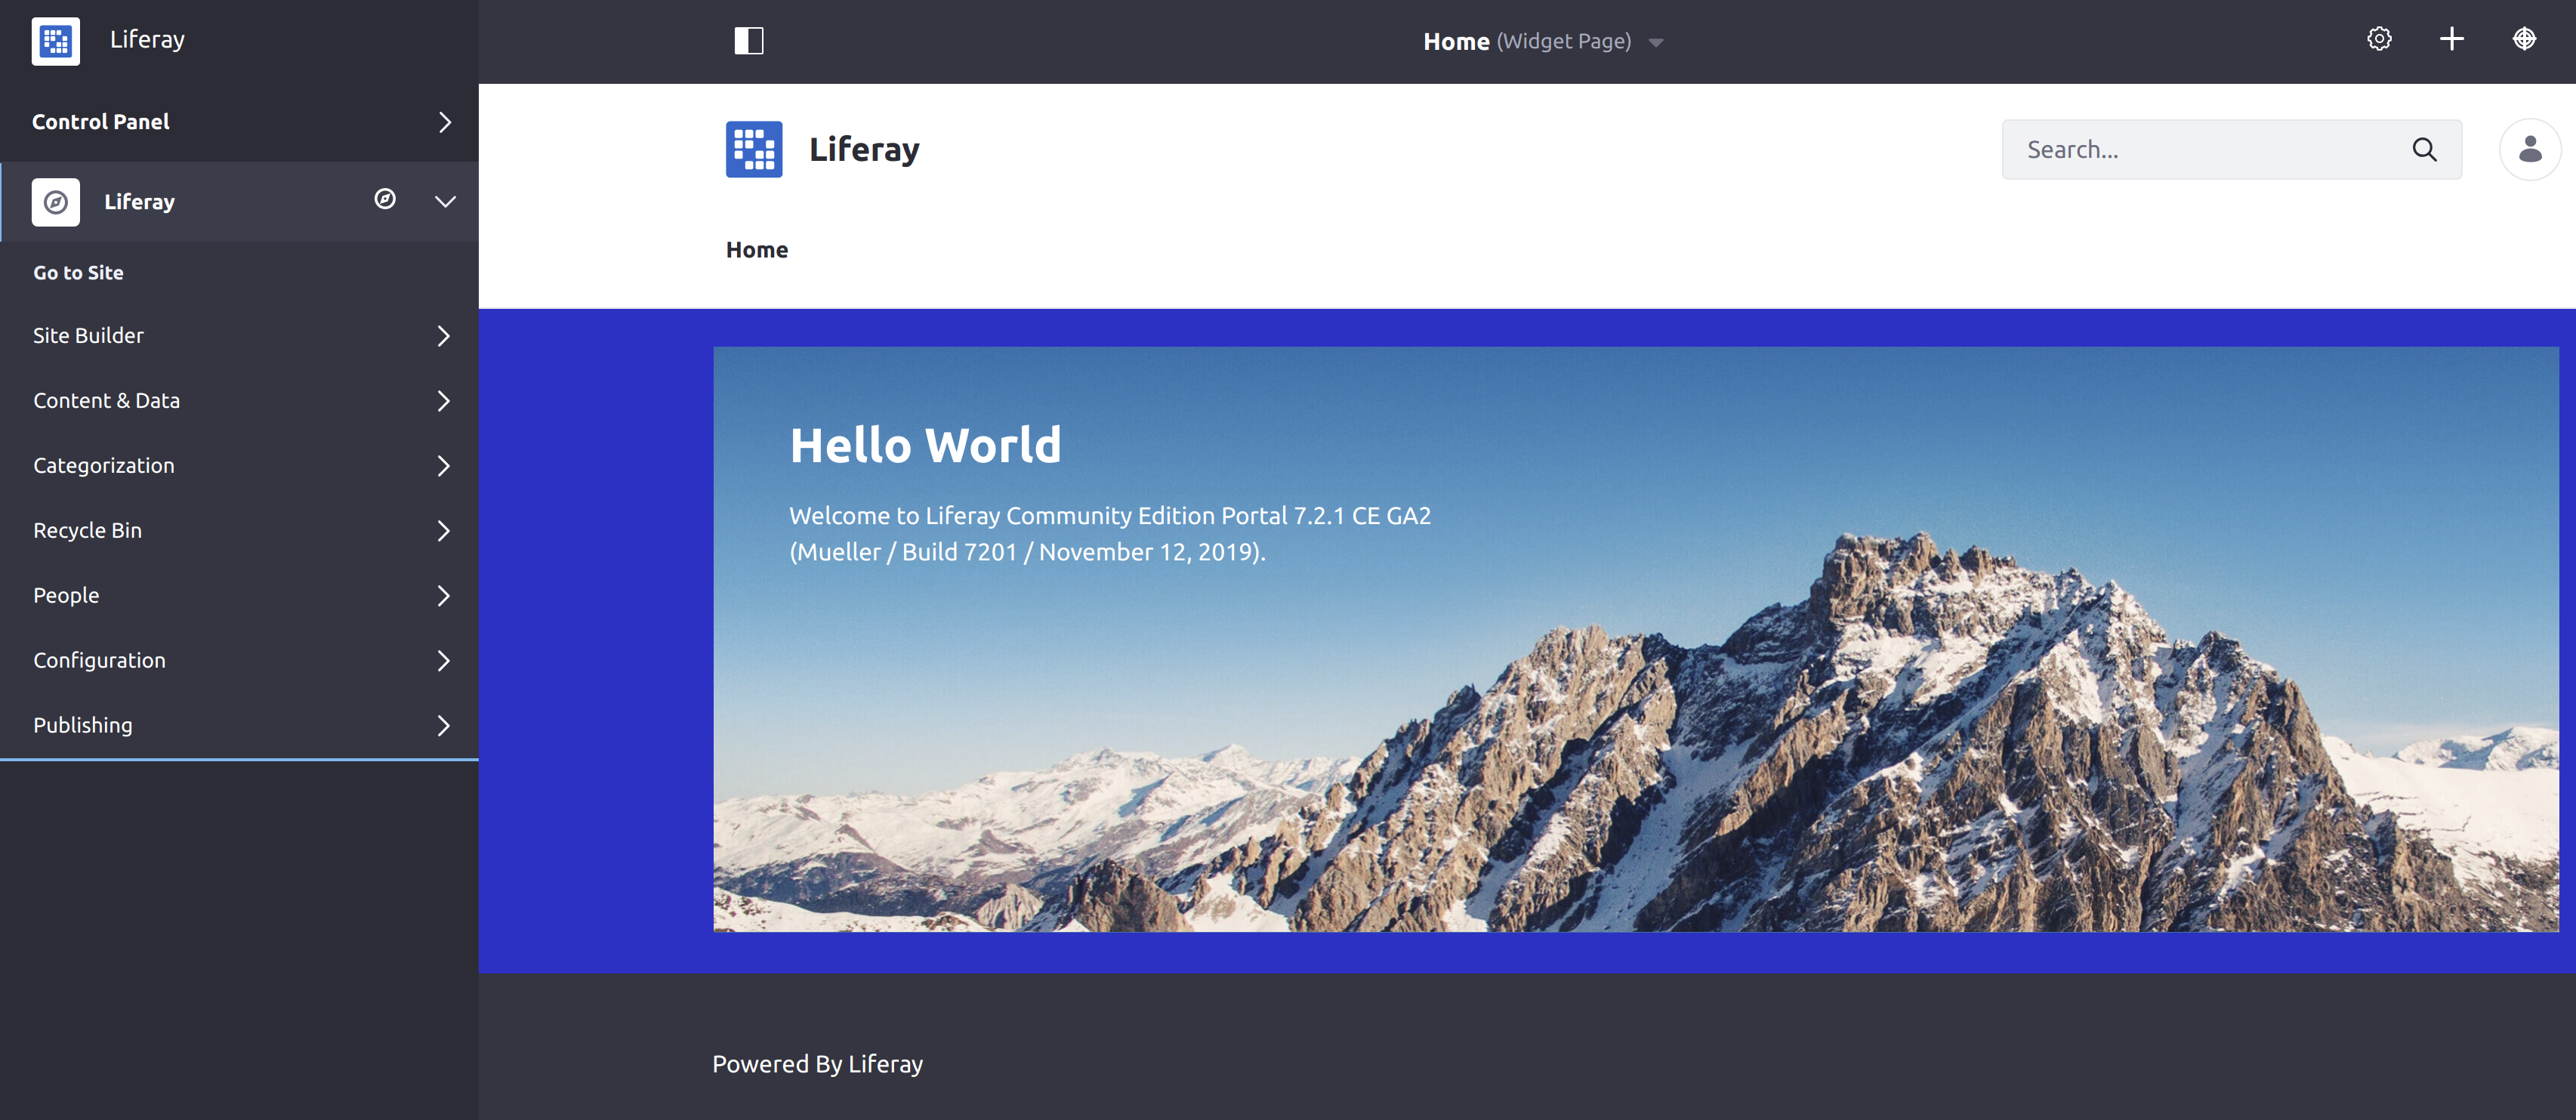 Liferay
Control Panel
Liferay
Go to Site
Site Builder
Content & Data
Categorization
Recycle Bin
People
Configuration
Publishing
Home (Widget Page)
Liferay
Search...
Home
Hello World
Welcome to Liferay Community Edition Portal 7.2.1 CE GA2
(Mueller / Build 7201 / November 12, 2019).
Powered By Liferay